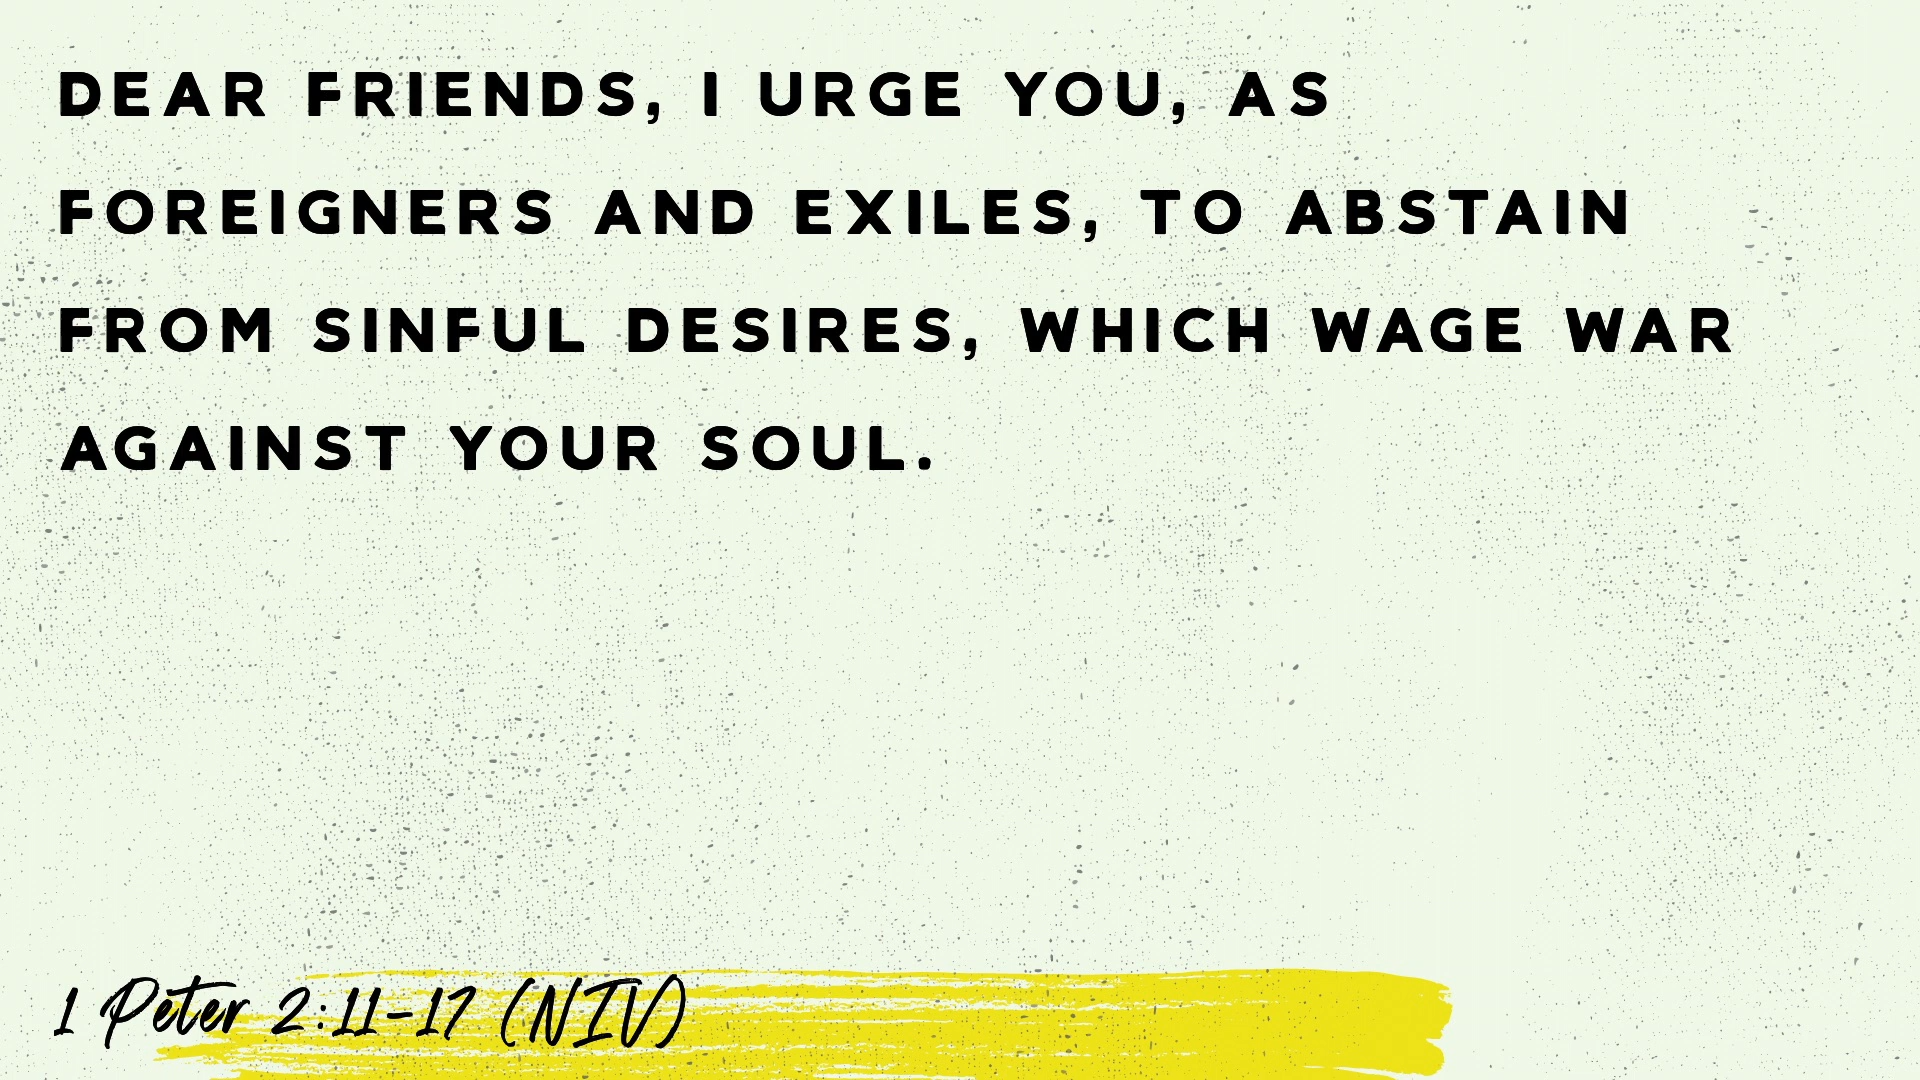 DEAR FRIENDS, I URGE YOU, AS
FOREIGNERS AND EXILES, TO ABSTAIN
FROM SINFUL DESIRES, WHICH WAGE WAR
AGAINST YOUR SOUL.
1 Peter 2:11-17 (NIV)